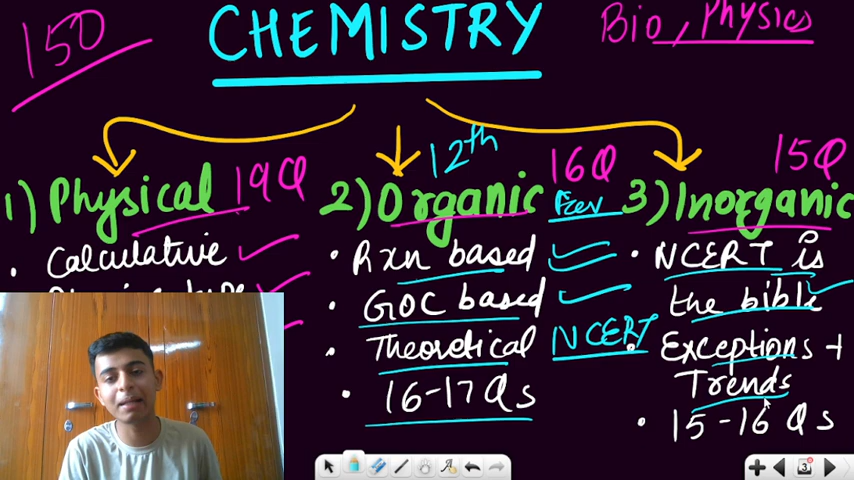 150
CHEMISTRY
Bio, Physics
1) Physical 19Q
• Calculative
12th
2) Organic 16Q
• Rxn based
• GOC based
• Theoretical NCERT
• 16-17 Qs
15Q
3) Inorganic
• NCERT is
the bible
Exceptions +
Trends
• 15-16 Qs
3